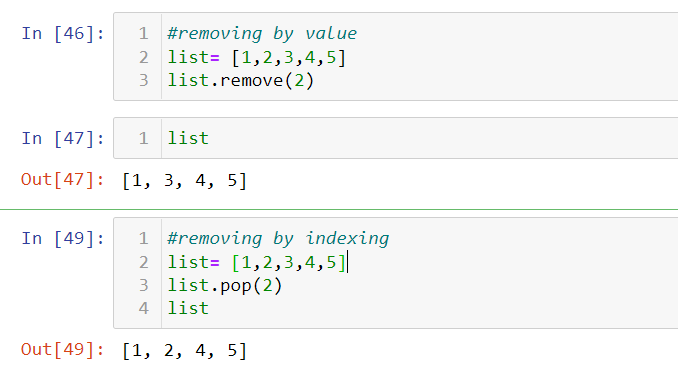 In [46]: 1 #removing by value
2 list= [1,2,3,4,5]
3 list.remove(2)
In [47]: 1 list
Out[47]: [1, 3, 4, 5]
In [49]: 1 #removing by indexing
2 list= [1,2,3,4,5]
3 list.pop(2)
4 list
Out[49]: [1, 2, 4, 5]